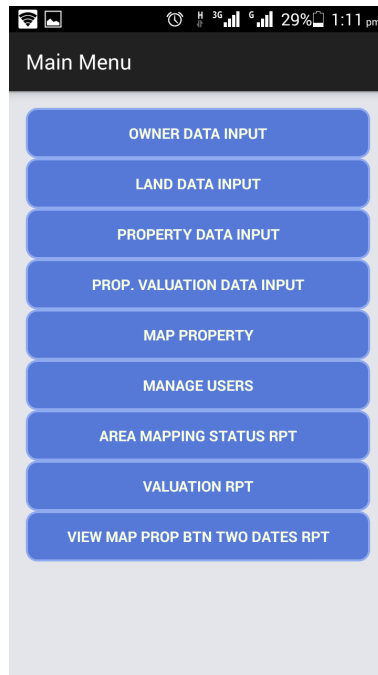 H 3G G 29% 1:11 pm
Main Menu
OWNER DATA INPUT
LAND DATA INPUT
PROPERTY DATA INPUT
PROP. VALUATION DATA INPUT
MAP PROPERTY
MANAGE USERS
AREA MAPPING STATUS RPT
VALUATION RPT
VIEW MAP PROP BTN TWO DATES RPT